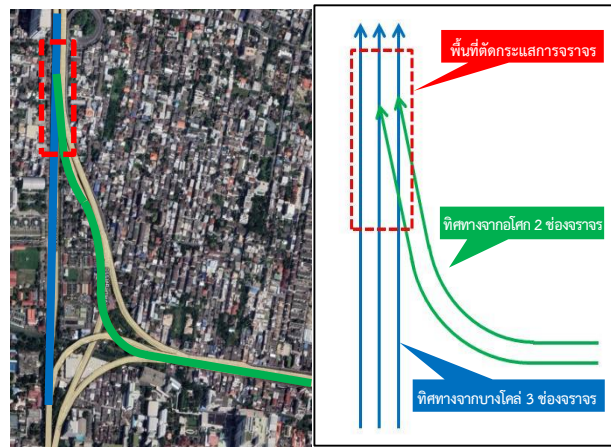 พื้นที่ตัดกระแสการจราจร
ทิศทางจากอโศก 2 ช่องจราจร
ทิศทางจากบางโคล่ 3 ช่องจราจร